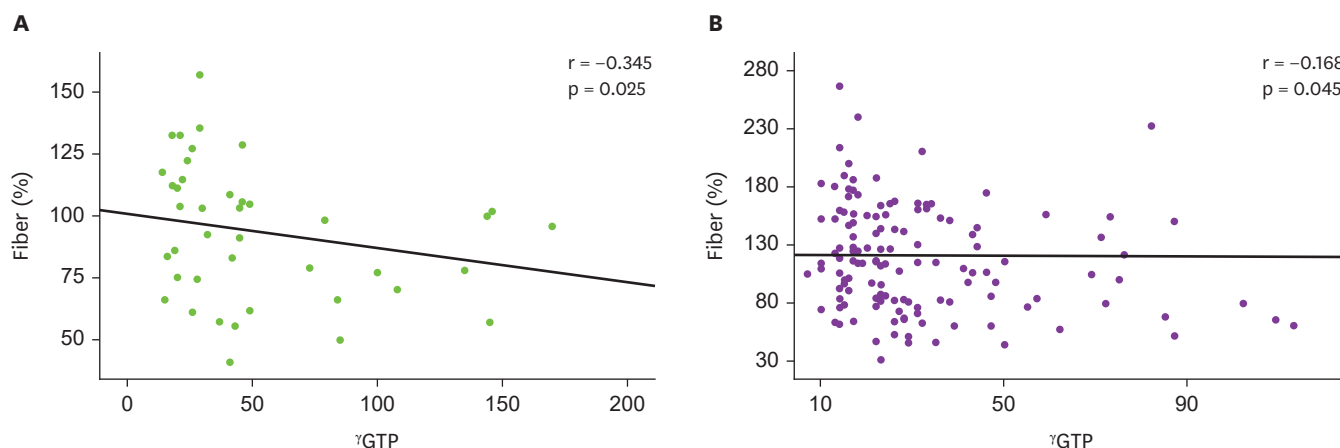 A
r = −0.345
p = 0.025
150
125
100
75
50
Fiber (%)
0 50 100 150 200
γGTP
B
r = −0.168
p = 0.045
280
230
180
130
80
30
Fiber (%)
10 50 90
γGTP